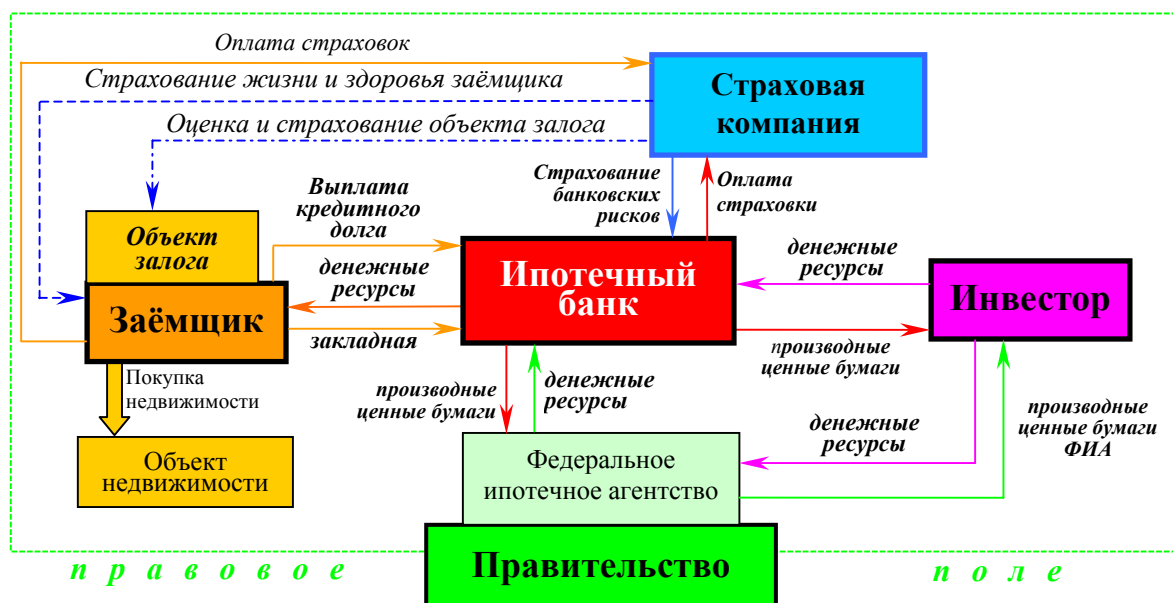 Оплата страховок
Страхование жизни и здоровья заёмщика
Оценка и страхование объекта залога
Страховая
компания
Выплата
кредитного
долга
Страхование
банковских
рисков
Оплата
страховки
Объект
залога
денежные
ресурсы
Ипотечный
банк
денежные
ресурсы
Инвестор
Заёмщик
закладная
производные
ценные бумаги
Покупка
недвижимости
производные
ценные бумаги
денежные
ресурсы
денежные
ресурсы
производные
ценные бумаги
ФИА
Объект
недвижимости
Федеральное
ипотечное агентство
Правительство
правовое поле